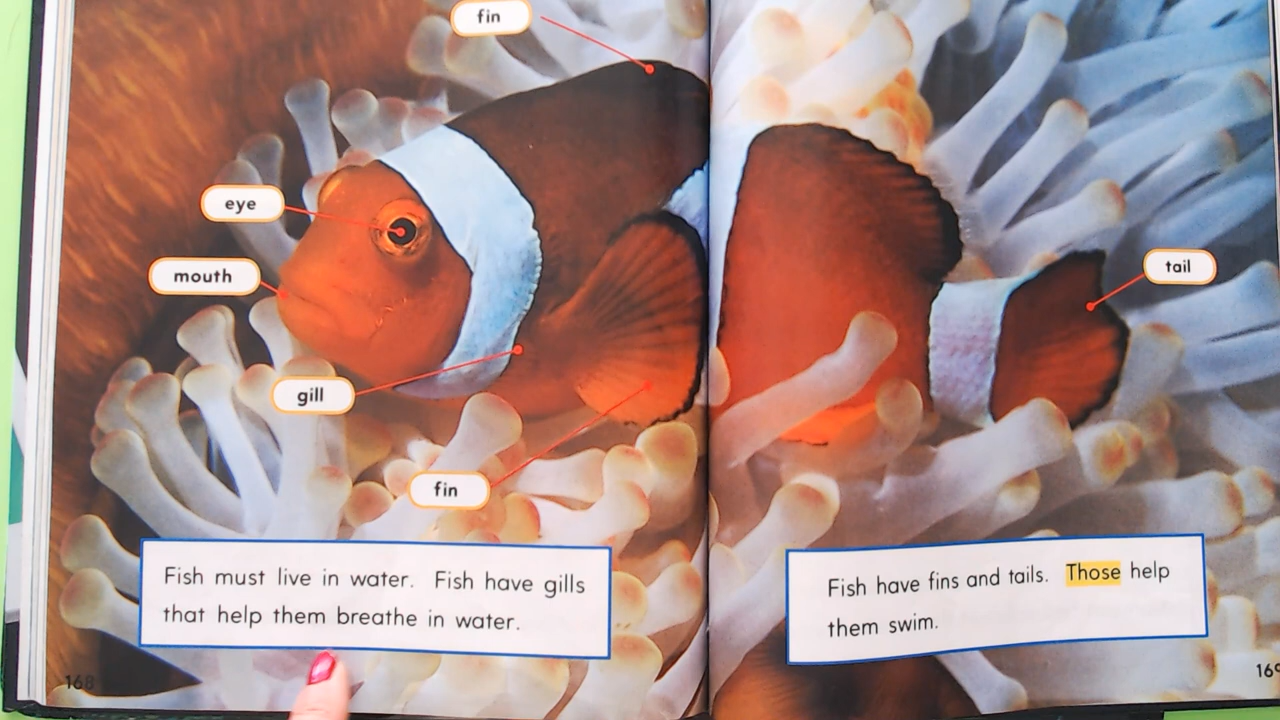 fin
eye
mouth
gill
fin
Fish must live in water. Fish have gills
that help them breathe in water.
168
tail
Fish have fins and tails. Those help
them swim.
169